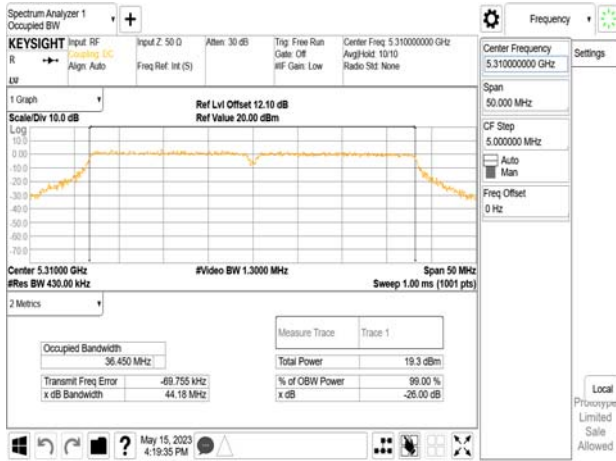 Spectrum Analyzer 1
Occupied BW
KEYSIGHT
Input: RF
Coupling: DC
Align: Auto
Input Z: 50 Ω
Freq Ref: Int (S)
Atten: 30 dB
Trig: Free Run
Gate: Off
#IF Gain: Low
Center Freq: 5.310000000 GHz
Avg|Hold: 10/10
Radio Std: None
R
LXI
Frequency
Settings
Center Frequency
5.310000000 GHz
Span
50.000 MHz
CF Step
5.000000 MHz
Auto
Man
Freq Offset
0 Hz
1 Graph
Scale/Div 10.0 dB
Ref Lvl Offset 12.10 dB
Ref Value 20.00 dBm
Log
10.0
0.00
-10.0
-20.0
-30.0
-40.0
-50.0
-60.0
-70.0
Center 5.31000 GHz
#Res BW 430.00 kHz
#Video BW 1.3000 MHz
Span 50 MHz
Sweep 1.00 ms (1001 pts)
2 Metrics
Measure Trace
Trace 1
Occupied Bandwidth
36.450 MHz
Total Power
19.3 dBm
Transmit Freq Error
-69.755 kHz
% of OBW Power
99.00 %
x dB Bandwidth
44.18 MHz
x dB
-26.00 dB
Local
Prototype
Limited
Sale
Allowed
May 15, 2023
4:19:35 PM